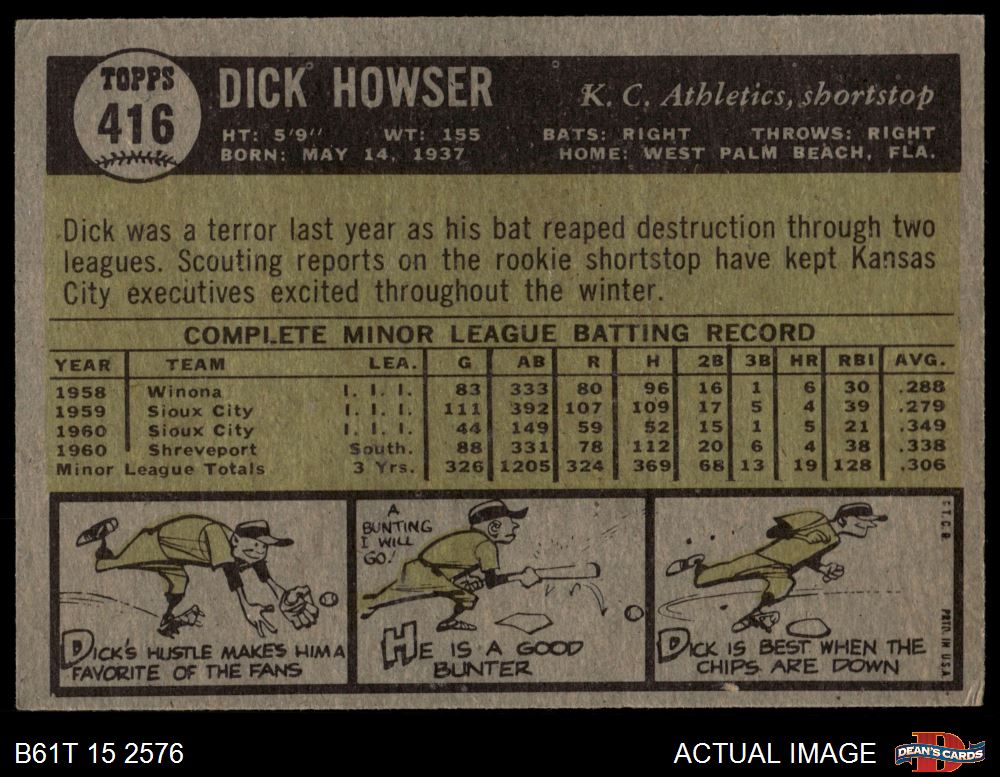 TOPPS
416
DICK HOWSER
K. C. Athletics, shortstop
HT: 5'9" WT: 155 BATS: RIGHT THROWS: RIGHT
BORN: MAY 14, 1937 HOME: WEST PALM BEACH, FLA.
Dick was a terror last year as his bat reaped destruction through two
leagues. Scouting reports on the rookie shortstop have kept Kansas
City executives excited throughout the winter.
COMPLETE MINOR LEAGUE BATTING RECORD
YEAR TEAM LEA. G AB R H 2B 3B HR RBI AVG.
1958 Winona I. I. I. 83 333 80 96 16 1 6 30 .288
1959 Sioux City I. I. I. 111 392 107 109 17 5 4 39 .279
1960 Sioux City I. I. I. 44 149 59 52 15 1 5 21 .349
1960 Shreveport South. 88 331 78 112 20 6 4 38 .338
Minor League Totals 3 Yrs. 326 1205 324 369 68 13 19 128 .306
DICK'S HUSTLE MAKES HIM A
FAVORITE OF THE FANS
A
BUNTING
I WILL
GO!
HE IS A GOOD
BUNTER
DICK IS BEST WHEN THE
CHIPS ARE DOWN
© T.C.G.
PRTD. IN U.S.A.
B61T 15 2576
ACTUAL IMAGE
D
DEAN'S CARDS